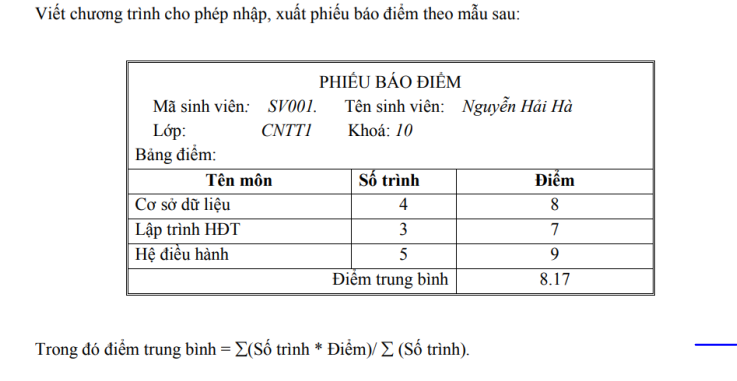 Viết chương trình cho phép nhập, xuất phiếu báo điểm theo mẫu sau:
PHIẾU BÁO ĐIỂM
Mã sinh viên: SV001. Tên sinh viên: Nguyễn Hải Hà
Lớp: CNTT1 Khoá: 10
Bảng điểm:
Tên môn Số trình Điểm
Cơ sở dữ liệu 4 8
Lập trình HĐT 3 7
Hệ điều hành 5 9
Điểm trung bình 8.17
Trong đó điểm trung bình = ∑(Số trình * Điểm)/ ∑ (Số trình).